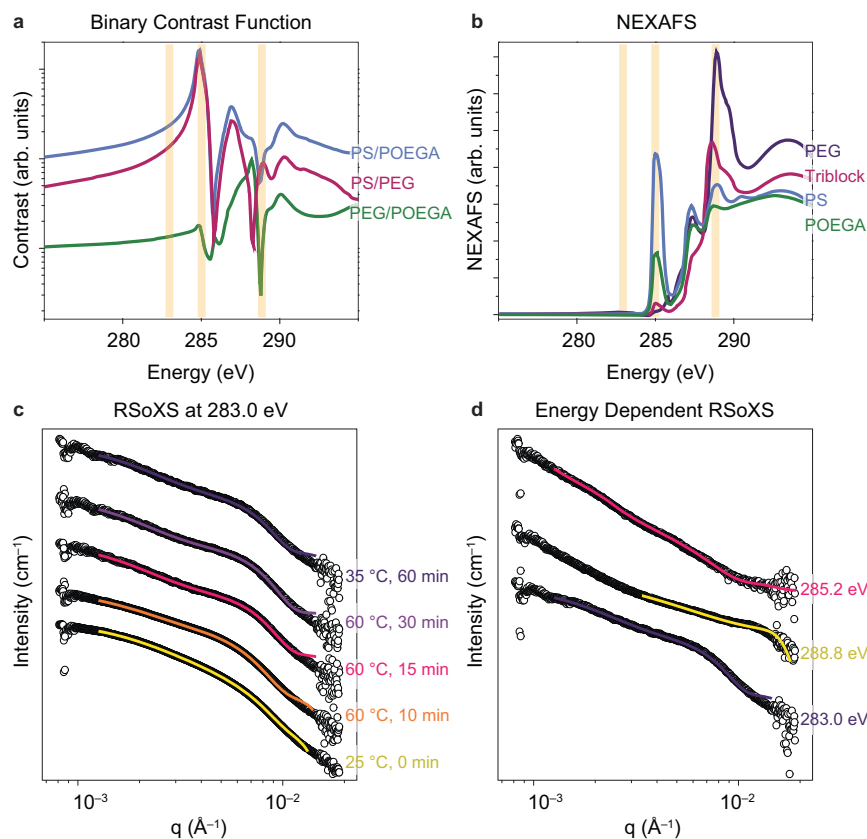 a Binary Contrast Function
Contrast (arb. units)
PS/POEGA
PS/PEG
PEG/POEGA
280 285 290
Energy (eV)
b NEXAFS
NEXAFS (arb. units)
PEG
Triblock
PS
POEGA
280 285 290
Energy (eV)
c RSoXS at 283.0 eV
Intensity (cm⁻¹)
35 °C, 60 min
60 °C, 30 min
60 °C, 15 min
60 °C, 10 min
25 °C, 0 min
10⁻³ 10⁻²
q (Å⁻¹)
d Energy Dependent RSoXS
Intensity (cm⁻¹)
285.2 eV
288.8 eV
283.0 eV
10⁻³ 10⁻²
q (Å⁻¹)